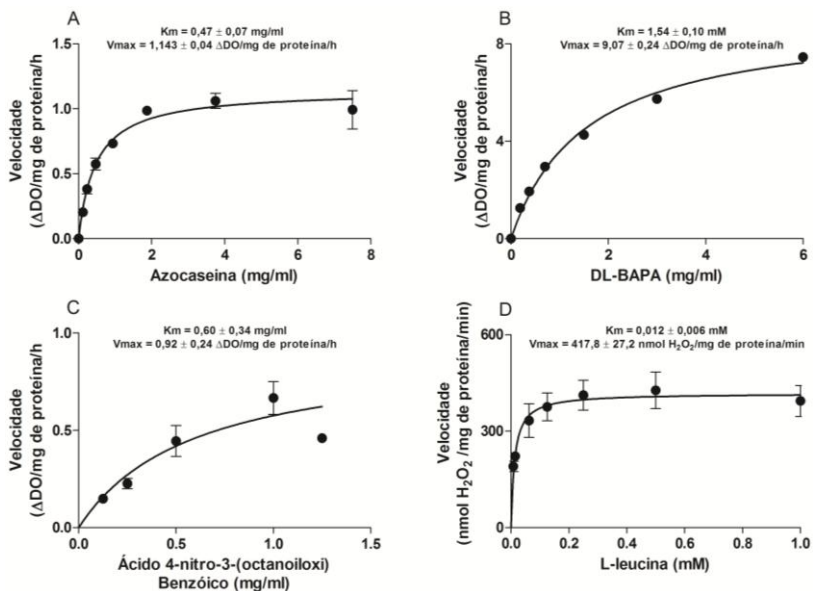 A
Km = 0,47 ± 0,07 mg/ml
Vmax = 1,143 ± 0,04 ΔDO/mg de proteína/h
Velocidade
(ΔDO/mg de proteína/h
1.5
1.0
0.5
0.0
0 2 4 6 8
Azocaseina (mg/ml)
B
Km = 1,54 ± 0,10 mM
Vmax = 9,07 ± 0,24 ΔDO/mg de proteína/h
Velocidade
(ΔDO/mg de proteína/h
8
4
0
0 2 4 6
DL-BAPA (mg/ml)
C
Km = 0,60 ± 0,34 mg/ml
Vmax = 0,92 ± 0,24 ΔDO/mg de proteína/h
Velocidade
(ΔDO/mg de proteína/h
1.0
0.5
0.0
0.0 0.5 1.0 1.5
Ácido 4-nitro-3-(octanoiloxi)
Benzóico (mg/ml)
D
Km = 0,012 ± 0,006 mM
Vmax = 417,8 ± 27,2 nmol H₂O₂/mg de proteína/min
Velocidade
(nmol H₂O₂ /mg de proteína/min)
600
300
0
0.0 0.2 0.4 0.6 0.8 1.0
L-leucina (mM)